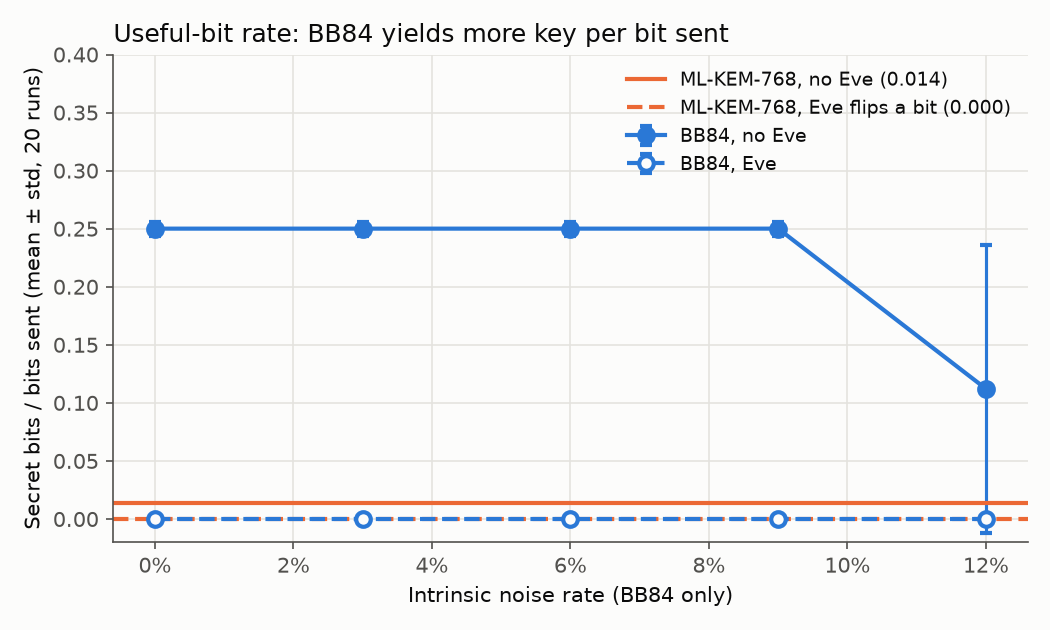 Useful-bit rate: BB84 yields more key per bit sent
ML-KEM-768, no Eve (0.014)
ML-KEM-768, Eve flips a bit (0.000)
BB84, no Eve
BB84, Eve
Secret bits / bits sent (mean ± std, 20 runs)
0.40
0.35
0.30
0.25
0.20
0.15
0.10
0.05
0.00
0%
2%
4%
6%
8%
10%
12%
Intrinsic noise rate (BB84 only)